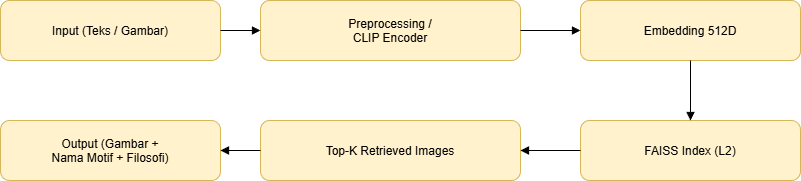 Input (Teks / Gambar)
Preprocessing /
CLIP Encoder
Embedding 512D
FAISS Index (L2)
Top-K Retrieved Images
Output (Gambar +
Nama Motif + Filosofi)